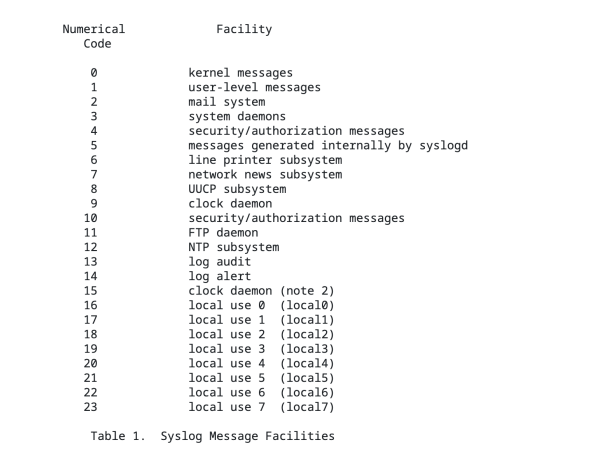 Numerical Facility
Code
0 kernel messages
1 user-level messages
2 mail system
3 system daemons
4 security/authorization messages
5 messages generated internally by syslogd
6 line printer subsystem
7 network news subsystem
8 UUCP subsystem
9 clock daemon
10 security/authorization messages
11 FTP daemon
12 NTP subsystem
13 log audit
14 log alert
15 clock daemon (note 2)
16 local use 0 (local0)
17 local use 1 (local1)
18 local use 2 (local2)
19 local use 3 (local3)
20 local use 4 (local4)
21 local use 5 (local5)
22 local use 6 (local6)
23 local use 7 (local7)
Table 1. Syslog Message Facilities